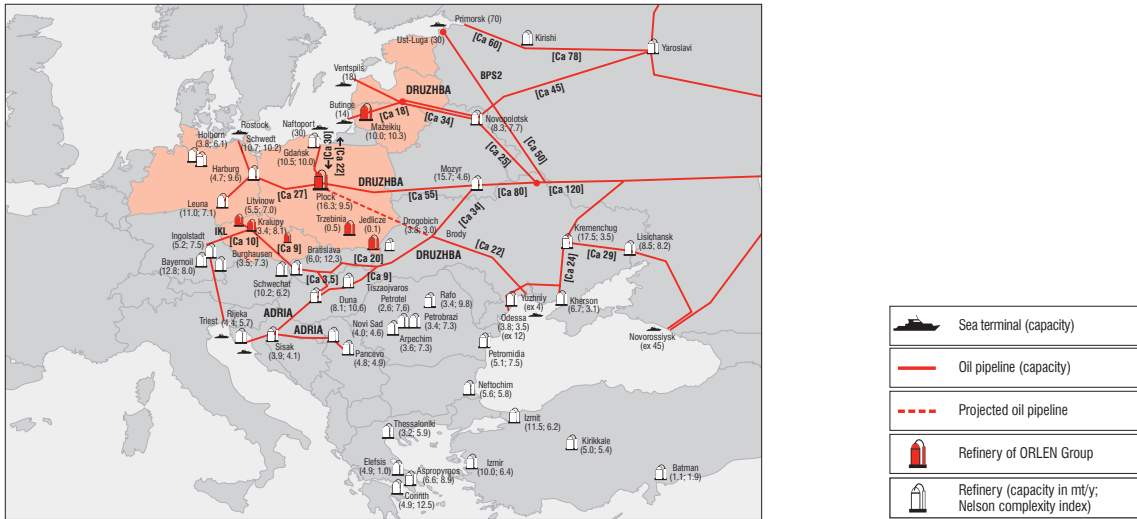 Primorsk (70)
Ust-Luga (30)
[Ca 60]
Kirishi
[Ca 78]
Yaroslavl
Ventspils
(18)
BPS2
DRUZHBA
[Ca 45]
Butinge
(14)
[Ca 18]
[Ca 34]
Mažeikių
(10.0; 10.3)
Novopolotsk
(8.3; 7.7)
[Ca 25]
[Ca 50]
Rostock
Holborn
(3.8; 6.1)
Schwedt
(10.7; 10.2)
Naftoport
(30)
[Ca 30]
[Ca 22]
Gdańsk
(10.5; 10.0)
Harburg
(4.7; 9.6)
Mozyr
(15.7; 4.6)
DRUZHBA
[Ca 27]
[Ca 55]
[Ca 80]
[Ca 120]
Leuna
(11.0; 7.1)
Litvinow
(5.5; 7.0)
Płock
(16.3; 9.5)
Trzebinia
(0.5)
Jedlicze
(0.1)
Drogobich
(3.8; 3.0)
[Ca 34]
IKL
Kralupy
(3.4; 8.1)
[Ca 10]
[Ca 9]
Brody
[Ca 22]
Kremenchug
(17.5; 3.5)
Lisichansk
(8.5; 8.2)
Ingolstadt
(5.2; 7.5)
Burghausen
(3.5; 7.3)
Bratislava
(6.0; 12.3)
[Ca 20]
DRUZHBA
[Ca 24]
[Ca 29]
Bayernoil
(12.8; 8.0)
Schwechat
(10.2; 6.2)
[Ca 3,5]
[Ca 9]
Tiszaojvaros
Duna
(8.1; 10.6)
Petrotel
(2.6; 7.6)
Rafo
(3.4; 9.8)
Yuzhniy
(ex 4)
Kherson
(6.7; 3.1)
Rijeka
(4.4; 5.7)
Triest
ADRIA
ADRIA
Novi Sad
(4.0; 4.6)
Petrobrazi
(3.4; 7.3)
Odessa
(3.8; 3.5)
(ex 12)
Novorossiysk
(ex 45)
Sisak
(3.9; 4.1)
Arpechim
(3.6; 7.3)
Pancevo
(4.8; 4.9)
Petromidia
(5.1; 7.5)
Neftochim
(5.6; 5.8)
Izmit
(11.5; 6.2)
Thessaloniki
(3.2; 5.9)
Kirikkale
(5.0; 5.4)
Elefsis
(4.9; 1.0)
Aspropyrgos
(6.6; 8.9)
Izmir
(10.0; 6.4)
Batman
(1.1; 1.9)
Corinth
(4.9; 12.5)
Sea terminal (capacity)
Oil pipeline (capacity)
Projected oil pipeline
Refinery of ORLEN Group
Refinery (capacity in mt/y;
Nelson complexity index)